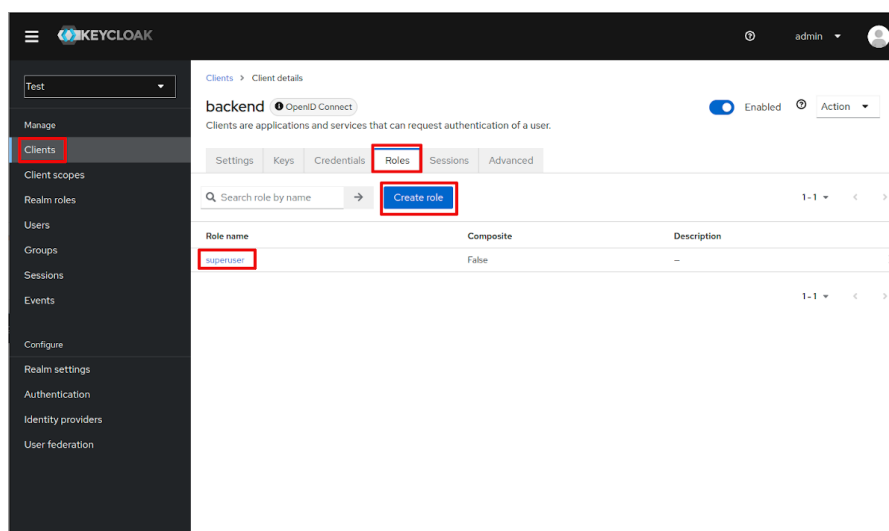 KEYCLOAK
admin
Test
Manage
Clients
Client scopes
Realm roles
Users
Groups
Sessions
Events
Configure
Realm settings
Authentication
Identity providers
User federation
Clients > Client details
backend OpenID Connect Enabled Action
Clients are applications and services that can request authentication of a user.
Settings Keys Credentials Roles Sessions Advanced
Search role by name Create role 1-1
Role name Composite Description
superuser False –
1-1